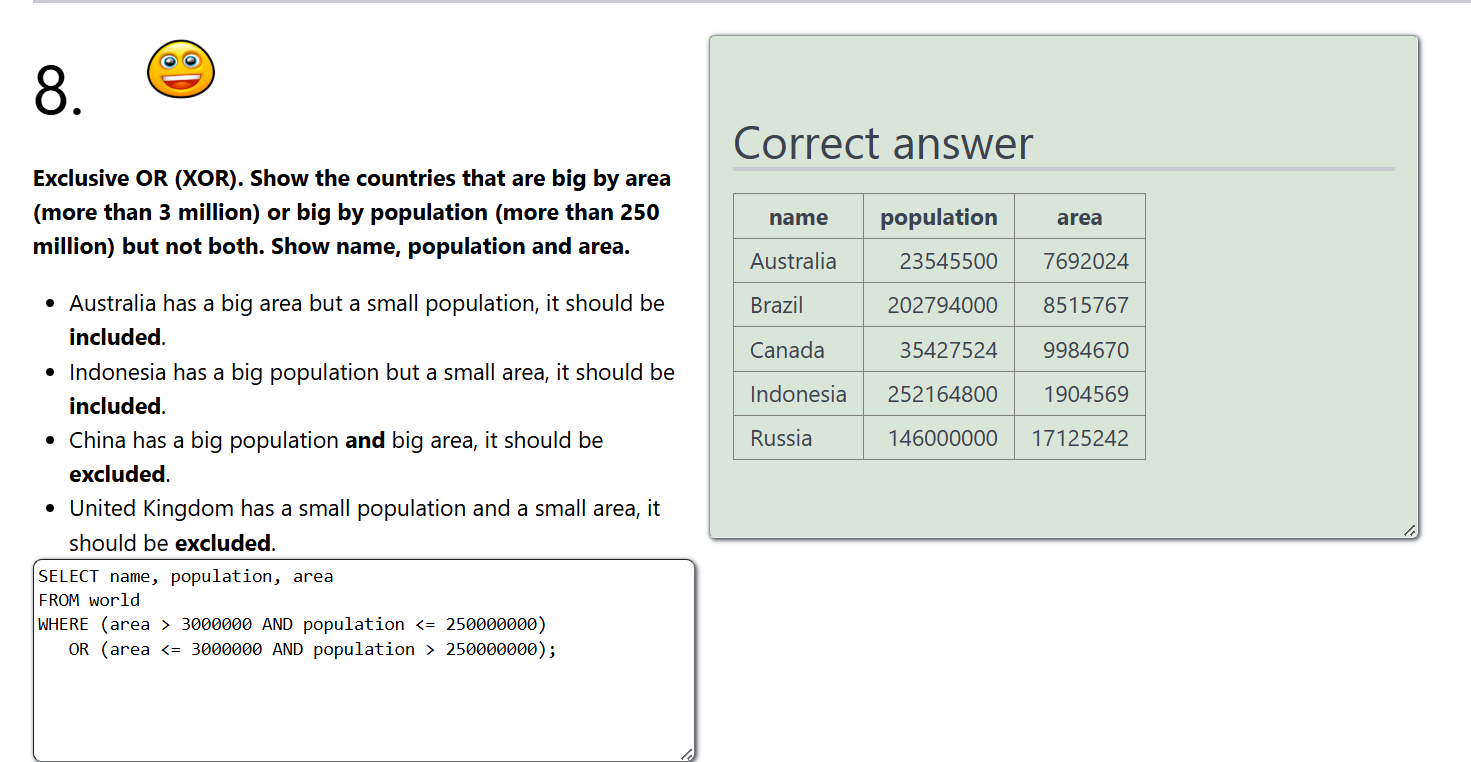 8.
Exclusive OR (XOR). Show the countries that are big by area
(more than 3 million) or big by population (more than 250
million) but not both. Show name, population and area.
• Australia has a big area but a small population, it should be
included.
• Indonesia has a big population but a small area, it should be
included.
• China has a big population and big area, it should be
excluded.
• United Kingdom has a small population and a small area, it
should be excluded.
SELECT name, population, area
FROM world
WHERE (area > 3000000 AND population <= 250000000)
   OR (area <= 3000000 AND population > 250000000);
Correct answer
name population area
Australia 23545500 7692024
Brazil 202794000 8515767
Canada 35427524 9984670
Indonesia 252164800 1904569
Russia 146000000 17125242